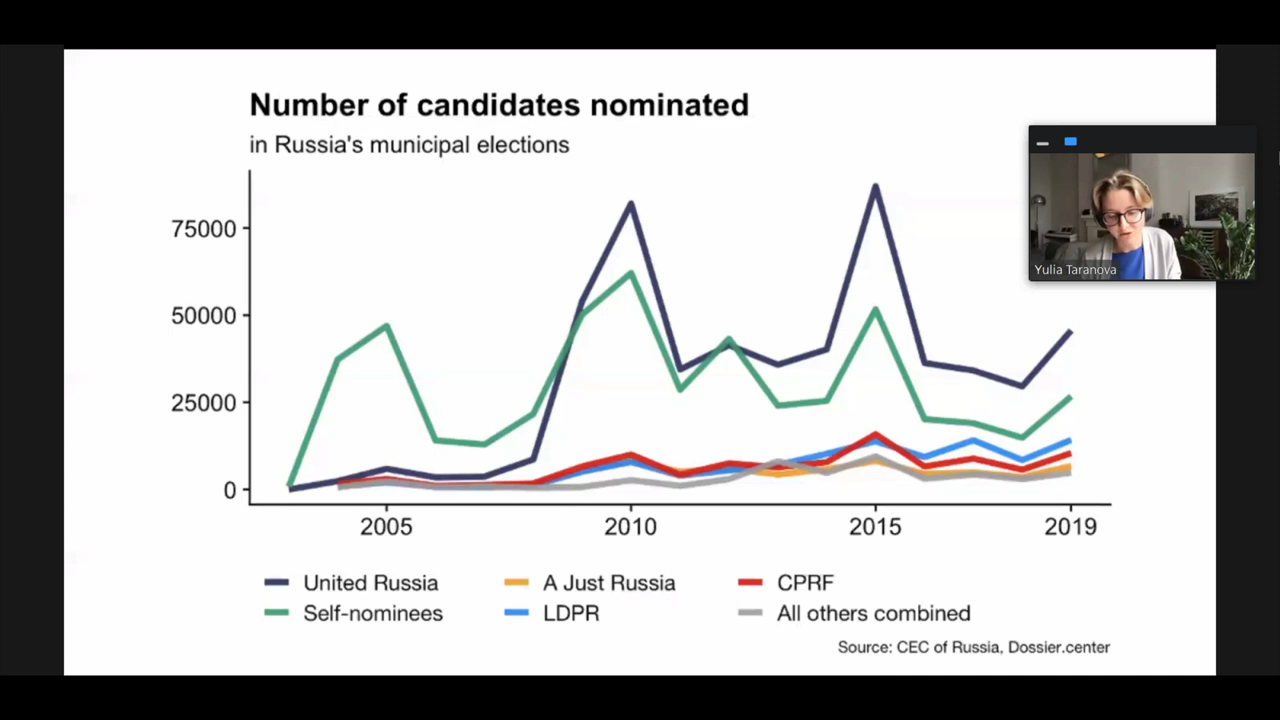 Number of candidates nominated
in Russia's municipal elections
75000
50000
25000
0
2005 2010 2015 2019
United Russia A Just Russia CPRF
Self-nominees LDPR All others combined
Source: CEC of Russia, Dossier.center
Yulia Taranova